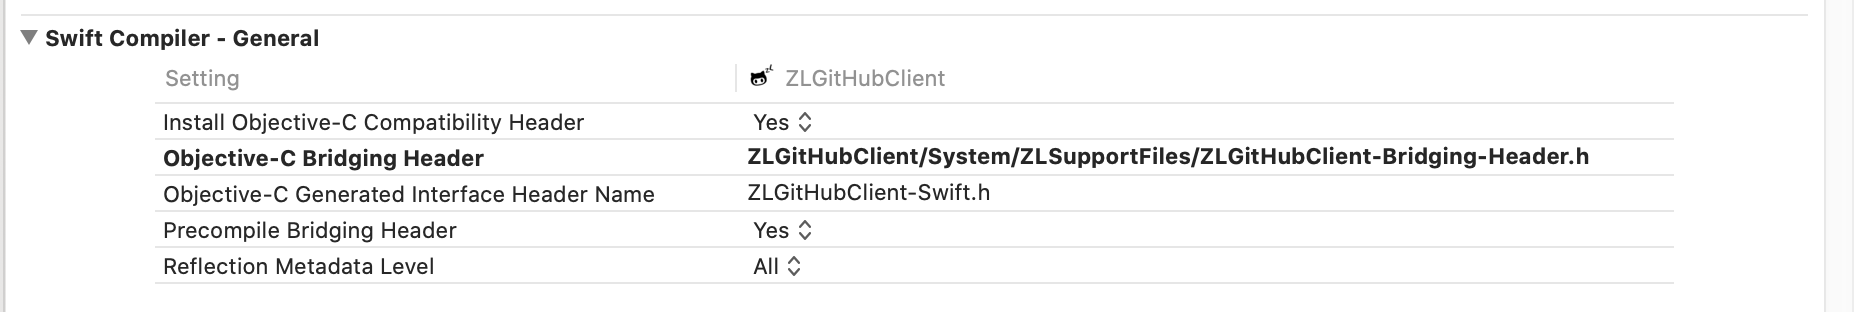 Swift Compiler - General
Setting ZLGitHubClient
Install Objective-C Compatibility Header Yes
Objective-C Bridging Header ZLGitHubClient/System/ZLSupportFiles/ZLGitHubClient-Bridging-Header.h
Objective-C Generated Interface Header Name ZLGitHubClient-Swift.h
Precompile Bridging Header Yes
Reflection Metadata Level All